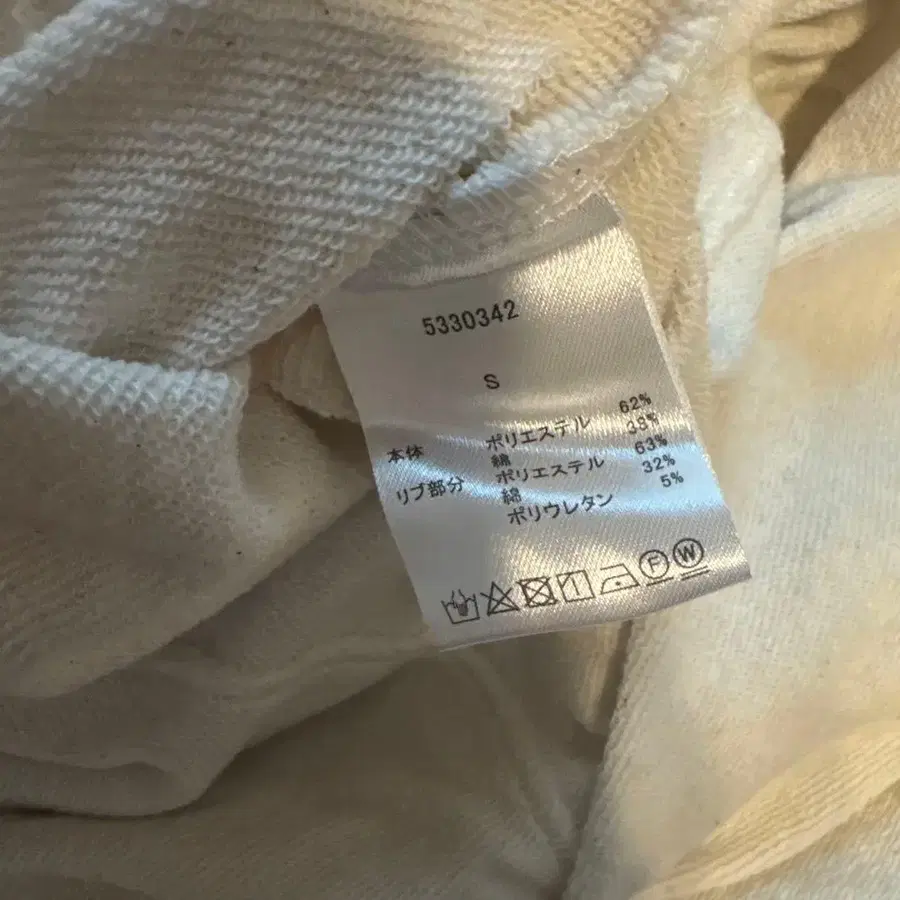 5330342
S
本体 ポリエステル 62%
綿 38%
リブ部分 ポリエステル 63%
綿 32%
ポリウレタン 5%
F W